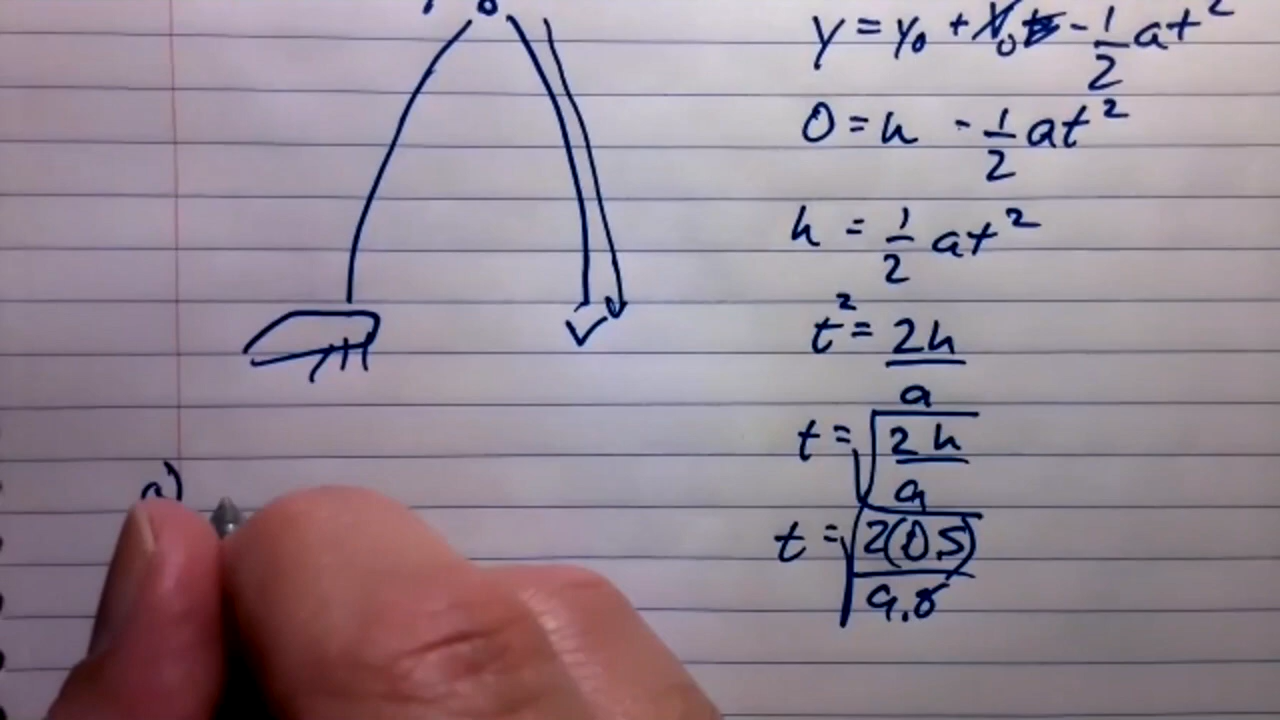 y = y₀ + V₀t - 1/2 at²
0 = h - 1/2 at²
h = 1/2 at²
t² = 2h/a
t = √(2h/a)
t = √(2(0.5)/9.8)
a)